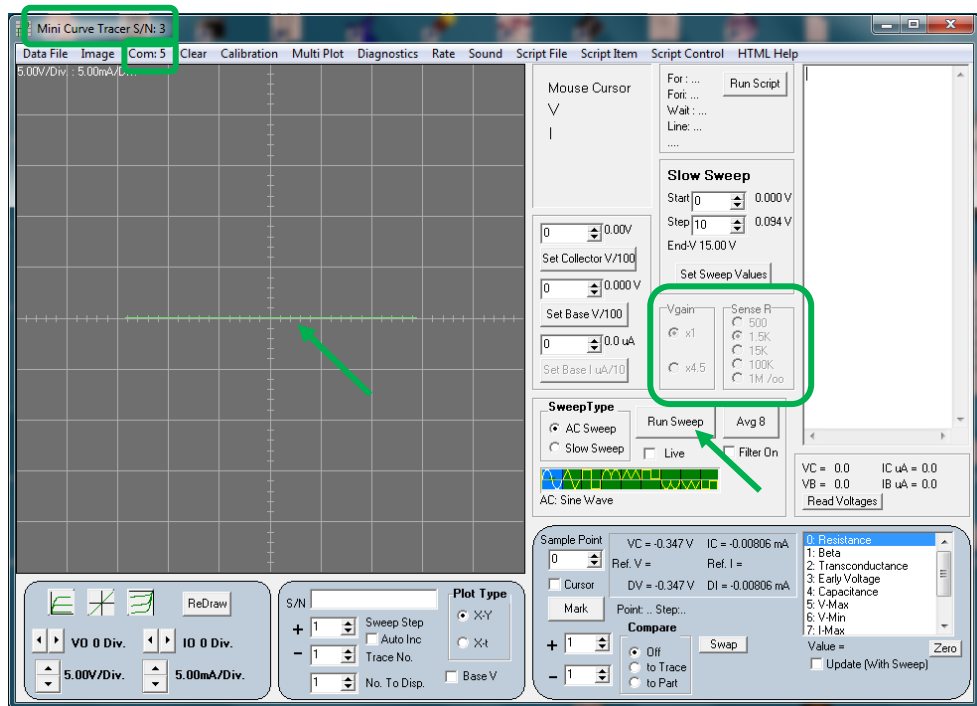 Mini Curve Tracer S/N: 3
Data File Image Com: 5 Clear Calibration Multi Plot Diagnostics Rate Sound Script File Script Item Script Control HTML Help
5.00V/Div : 5.00mA/D...
Mouse Cursor
V
I
For : ...
Fori: ...
Wait : ...
Line: ...
....
Run Script
Slow Sweep
Start 0 0.000 V
Step 10 0.094 V
End-V 15.00 V
Set Sweep Values
0 0.00V
Set Collector V/100
0 0.000 V
Set Base V/100
0 0.0 uA
Set Base I uA/10
Vgain
x1
x4.5
Sense R
500
1.5K
15K
100K
1M /oo
SweepType
AC Sweep
Slow Sweep
Run Sweep
Avg 8
Live
Filter On
AC: Sine Wave
VC = 0.0 IC uA = 0.0
VB = 0.0 IB uA = 0.0
Read Voltages
ReDraw
VO 0 Div.
IO 0 Div.
5.00V/Div.
5.00mA/Div.
S/N
+ 1 Sweep Step
Auto Inc
- 1 Trace No.
1 No. To Disp.
Plot Type
X-Y
X-t
Base V
Sample Point
0
Cursor
Mark
VC = -0.347 V IC = -0.00806 mA
Ref. V = Ref. I =
DV = -0.347 V DI = -0.00806 mA
Point: .. Step:..
+ 1
- 1
Compare
Off
to Trace
to Part
Swap
0: Resistance
1: Beta
2: Transconductance
3: Early Voltage
4: Capacitance
5: V-Max
6: V-Min
7: I-Max
Value =
Zero
Update (With Sweep)